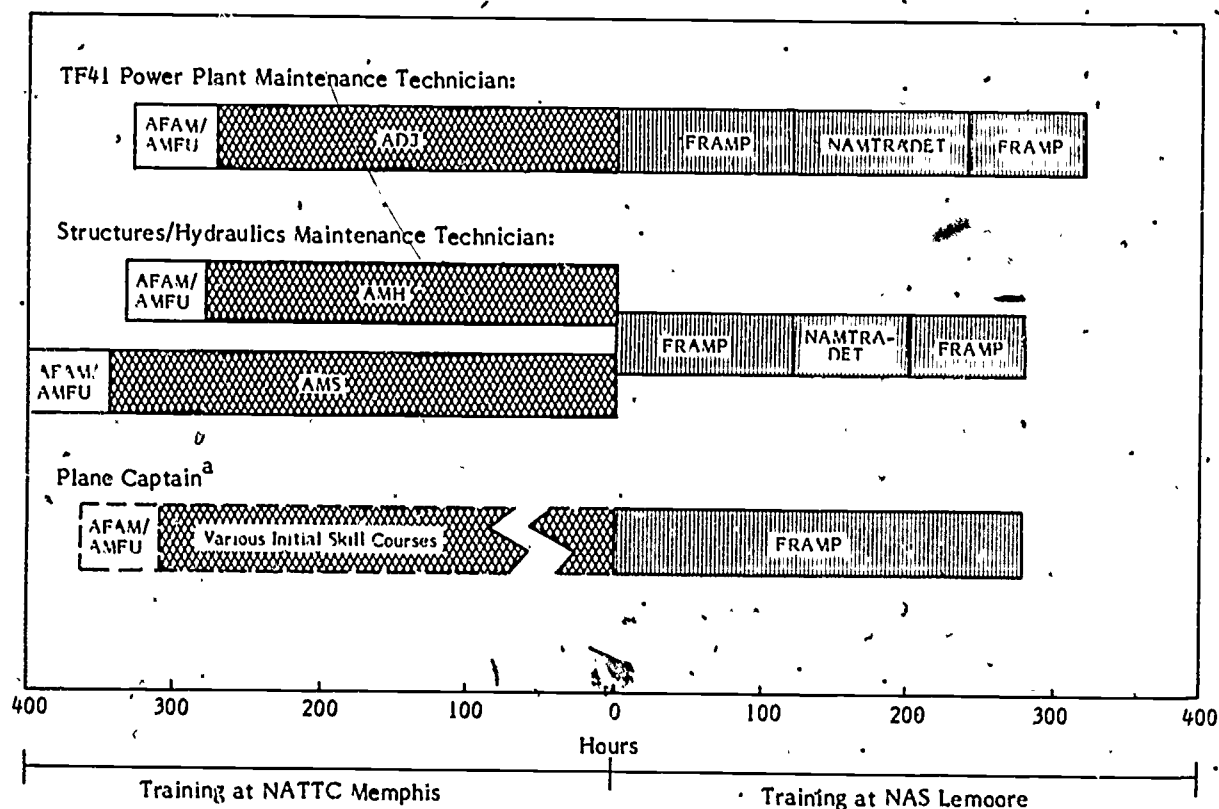 TF41 Power Plant Maintenance Technician:
AFAM/
AMFU
ADJ
FRAMP
NAMTRADET
FRAMP
Structures/Hydraulics Maintenance Technician:
AFAM/
AMFU
AMH
FRAMP
NAMTRA-
DET
FRAMP
AFAM/
AMFU
AMS
Plane Captain a
AFAM/
AMFU
Various Initial Skill Courses
FRAMP
400 300 200 100 0 100 200 300 400
Hours
Training at NATTC Memphis
Training at NAS Lemoore